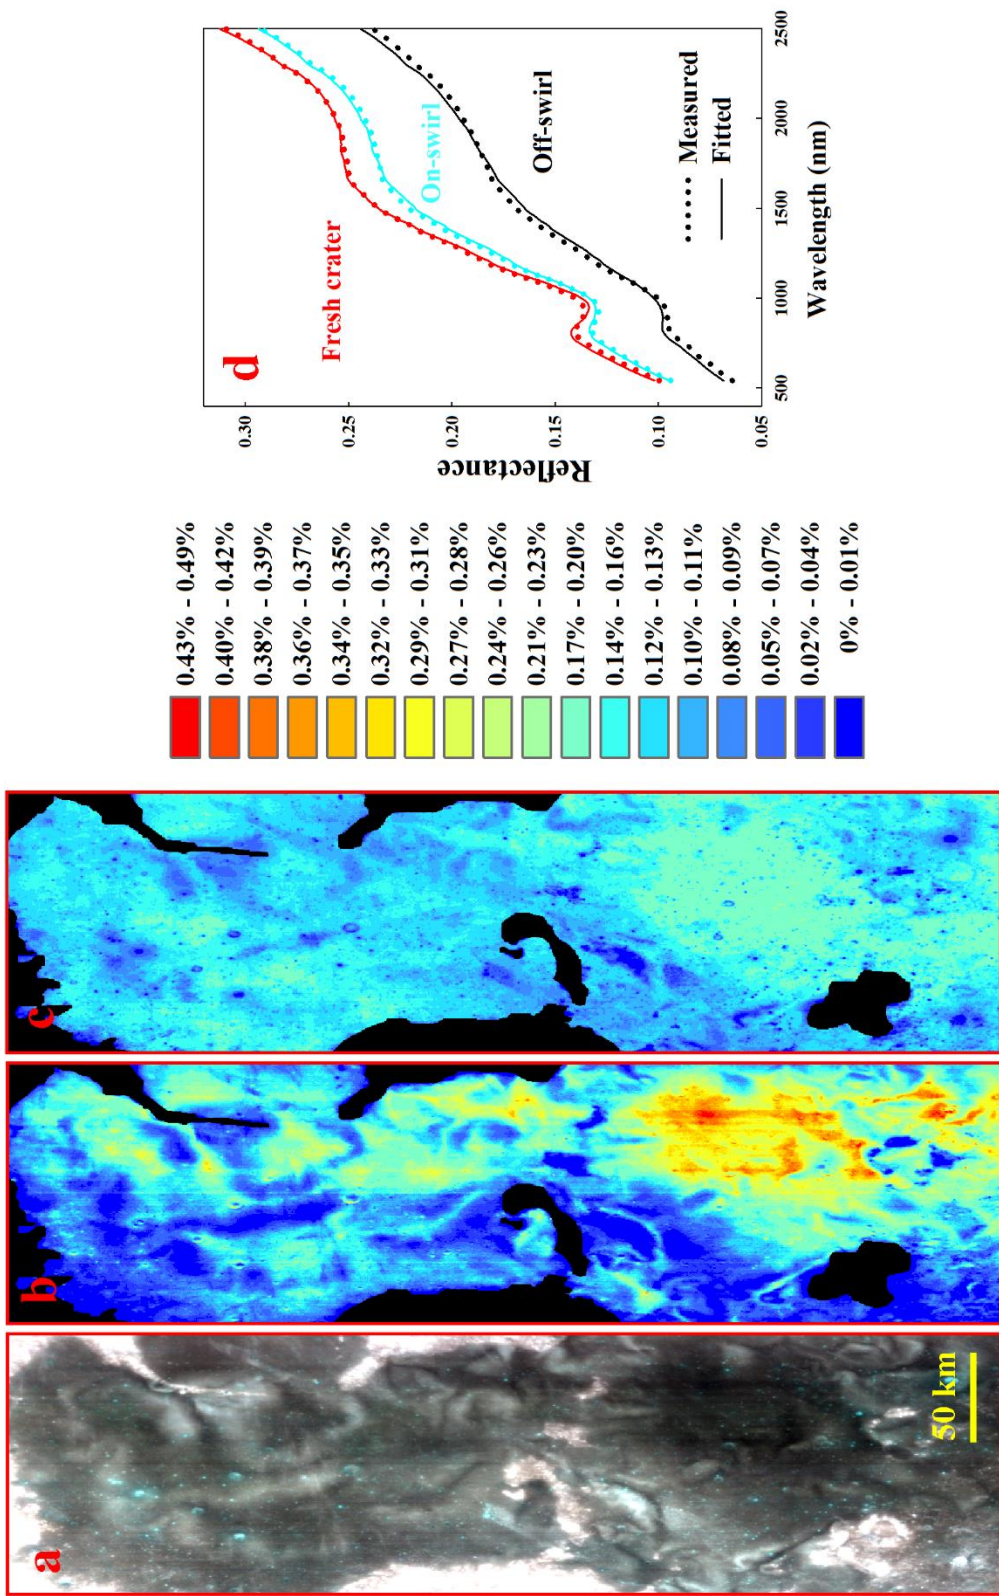 a
50 km
b
c
0.43% - 0.49%
0.40% - 0.42%
0.38% - 0.39%
0.36% - 0.37%
0.34% - 0.35%
0.32% - 0.33%
0.29% - 0.31%
0.27% - 0.28%
0.24% - 0.26%
0.21% - 0.23%
0.17% - 0.20%
0.14% - 0.16%
0.12% - 0.13%
0.10% - 0.11%
0.08% - 0.09%
0.05% - 0.07%
0.02% - 0.04%
0% - 0.01%
d
Reflectance
0.30
0.25
0.20
0.15
0.10
0.05
Fresh crater
On-swirl
Off-swirl
Measured
Fitted
500
1000
1500
2000
2500
Wavelength (nm)